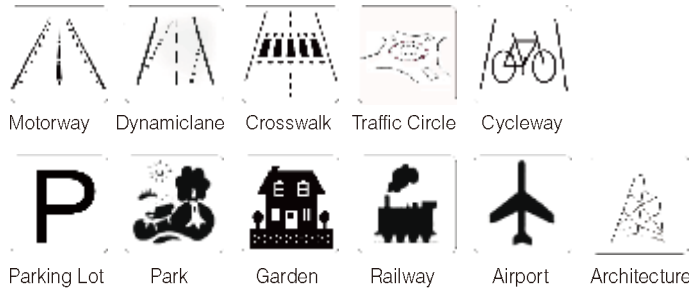 Motorway Dynamiclane Crosswalk Traffic Circle Cycleway
P
Parking Lot Park Garden Railway Airport Architecture